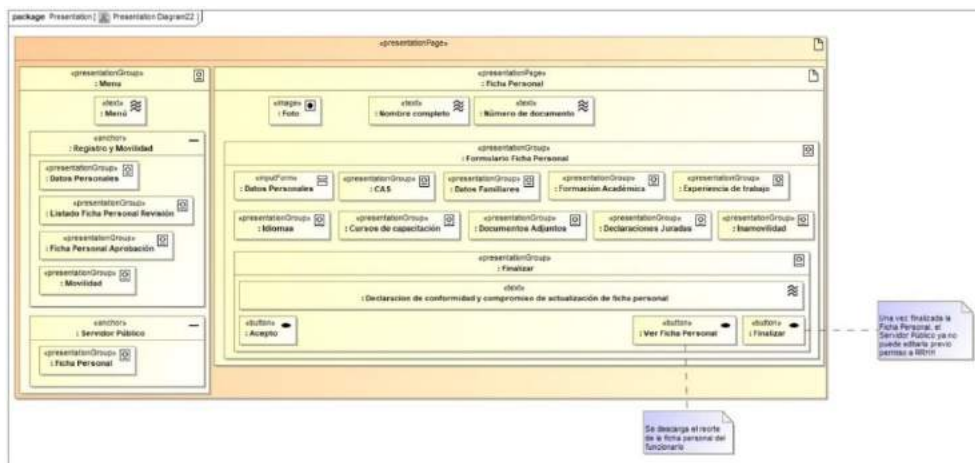 package Presentation [ Presentation Diagram22 ]
«presentationPage»
«presentationGroup»
: Menu
«text»
: Menú
«anchor»
: Registro y Movilidad
«presentationGroup»
: Datos Personales
«presentationGroup»
: Listado Ficha Personal Revisión
«presentationGroup»
: Ficha Personal Aprobación
«presentationGroup»
: Movilidad
«anchor»
: Servidor Público
«presentationGroup»
: Ficha Personal
«presentationPage»
: Ficha Personal
«image»
: Foto
«text»
: Nombre completo
«text»
: Número de documento
«presentationGroup»
: Formulario Ficha Personal
«inputForm»
: Datos Personales
«presentationGroup»
: CAS
«presentationGroup»
: Datos Familiares
«presentationGroup»
: Formación Académica
«presentationGroup»
: Experiencia de trabajo
«presentationGroup»
: Idiomas
«presentationGroup»
: Cursos de capacitación
«presentationGroup»
: Documentos Adjuntos
«presentationGroup»
: Declaraciones Juradas
«presentationGroup»
: Inamovilidad
«presentationGroup»
: Finalizar
«text»
: Declaracion de conformidad y compromiso de actualización de ficha personal
«button»
: Acepto
«button»
: Ver Ficha Personal
«button»
: Finalizar
Una vez finalizada la
Ficha Personal, el
Servidor Público ya no
puede editarla previo
permiso a RRHH
Se descarga el reorte
de la ficha personal del
funcionario